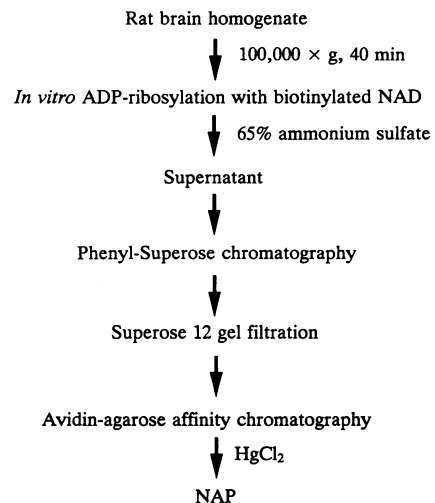 Rat brain homogenate
100,000 × g, 40 min
In vitro ADP-ribosylation with biotinylated NAD
65% ammonium sulfate
Supernatant
Phenyl-Superose chromatography
Superose 12 gel filtration
Avidin-agarose affinity chromatography
HgCl₂
NAP